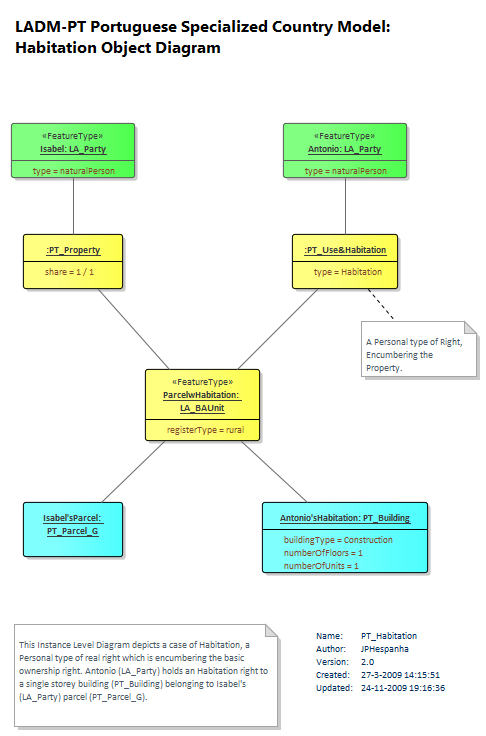 LADM-PT Portuguese Specialized Country Model:
Habitation Object Diagram
«FeatureType»
Isabel: LA_Party
type = naturalPerson
«FeatureType»
Antonio: LA_Party
type = naturalPerson
:PT_Property
share = 1 / 1
:PT_Use&Habitation
type = Habitation
A Personal type of Right,
Encumbering the
Property.
«FeatureType»
ParcelwHabitation:
LA_BAUnit
registerType = rural
Isabel'sParcel:
PT_Parcel_G
Antonio'sHabitation: PT_Building
buildingType = Construction
numberOfFloors = 1
numberOfUnits = 1
This Instance Level Diagram depicts a case of Habitation, a
Personal type of real right which is encumbering the basic
ownership right. Antonio (LA_Party) holds an Habitation right to
a single storey building (PT_Building) belonging to Isabel's
(LA_Party) parcel (PT_Parcel_G).
Name: PT_Habitation
Author: JPHespanha
Version: 2.0
Created: 27-3-2009 14:15:51
Updated: 24-11-2009 19:16:36